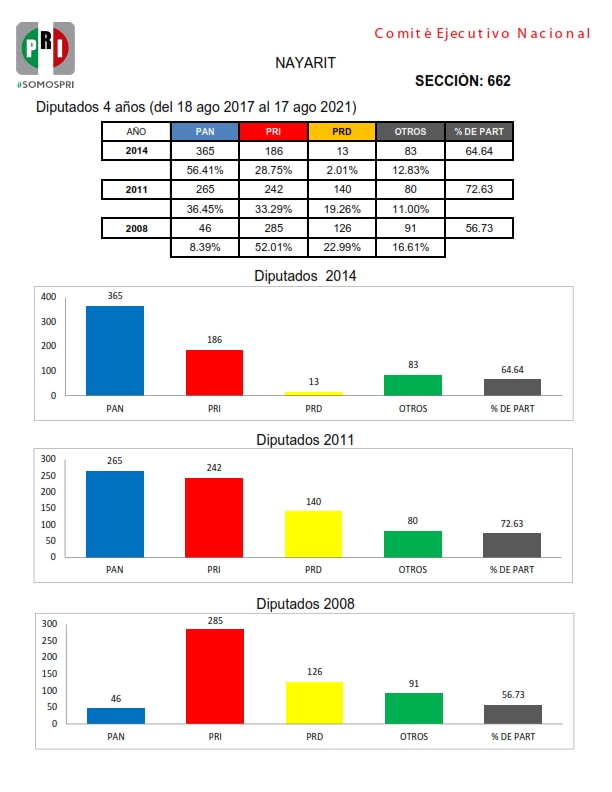 Comité Ejecutivo Nacional
PRI
#SOMOSPRI
NAYARIT
SECCIÓN: 662
Diputados 4 años (del 18 ago 2017 al 17 ago 2021)
AÑO PAN PRI PRD OTROS % DE PART
2014 365 186 13 83 64.64
56.41% 28.75% 2.01% 12.83%
2011 265 242 140 80 72.63
36.45% 33.29% 19.26% 11.00%
2008 46 285 126 91 56.73
8.39% 52.01% 22.99% 16.61%
Diputados 2014
400
300
200
100
0
365
186
13
83
64.64
PAN PRI PRD OTROS % DE PART
Diputados 2011
300
250
200
150
100
50
0
265
242
140
80
72.63
PAN PRI PRD OTROS % DE PART
Diputados 2008
300
250
200
150
100
50
0
46
285
126
91
56.73
PAN PRI PRD OTROS % DE PART